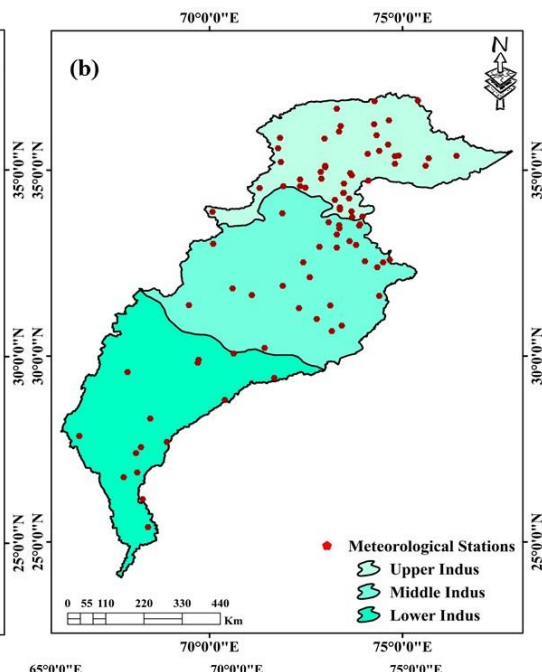 70°0'0"E 75°0'0"E
(b)
N
35°0'0"N 35°0'0"N
30°0'0"N 30°0'0"N
25°0'0"N 25°0'0"N
Meteorological Stations
Upper Indus
Middle Indus
Lower Indus
0 55 110 220 330 440
Km
70°0'0"E 75°0'0"E
65°0'0"E 70°0'0"E 75°0'0"E